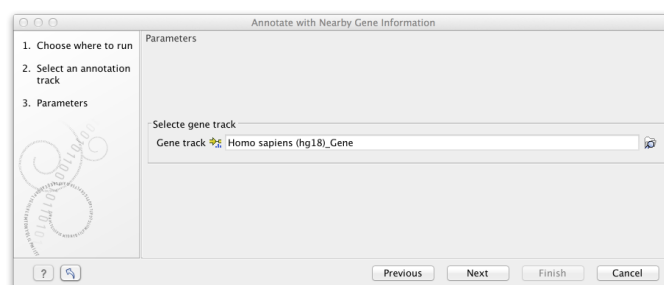 Annotate with Nearby Gene Information
1. Choose where to run
2. Select an annotation
track
3. Parameters
Parameters
Selecte gene track
Gene track Homo sapiens (hg18)_Gene
? Previous Next Finish Cancel